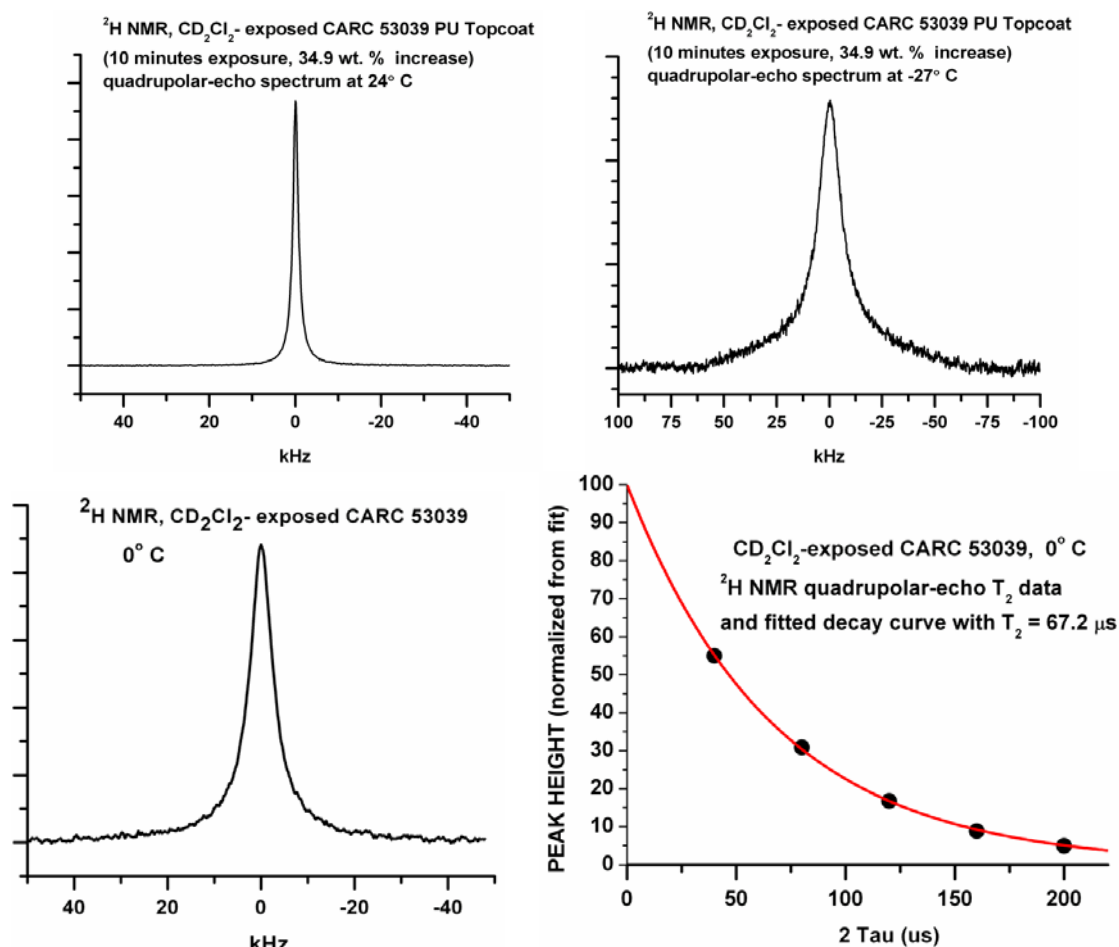 ²H NMR, CD₂Cl₂- exposed CARC 53039 PU Topcoat
(10 minutes exposure, 34.9 wt. % increase)
quadrupolar-echo spectrum at 24° C
40 20 0 -20 -40
kHz
²H NMR, CD₂Cl₂- exposed CARC 53039 PU Topcoat
(10 minutes exposure, 34.9 wt. % increase)
quadrupolar-echo spectrum at -27° C
100 75 50 25 0 -25 -50 -75 -100
kHz
²H NMR, CD₂Cl₂- exposed CARC 53039
0° C
40 20 0 -20 -40
kHz
PEAK HEIGHT (normalized from fit)
100
90
80
70
60
50
40
30
20
10
0
CD₂Cl₂-exposed CARC 53039, 0° C
²H NMR quadrupolar-echo T₂ data
and fitted decay curve with T₂ = 67.2 μs
0 50 100 150 200
2 Tau (us)